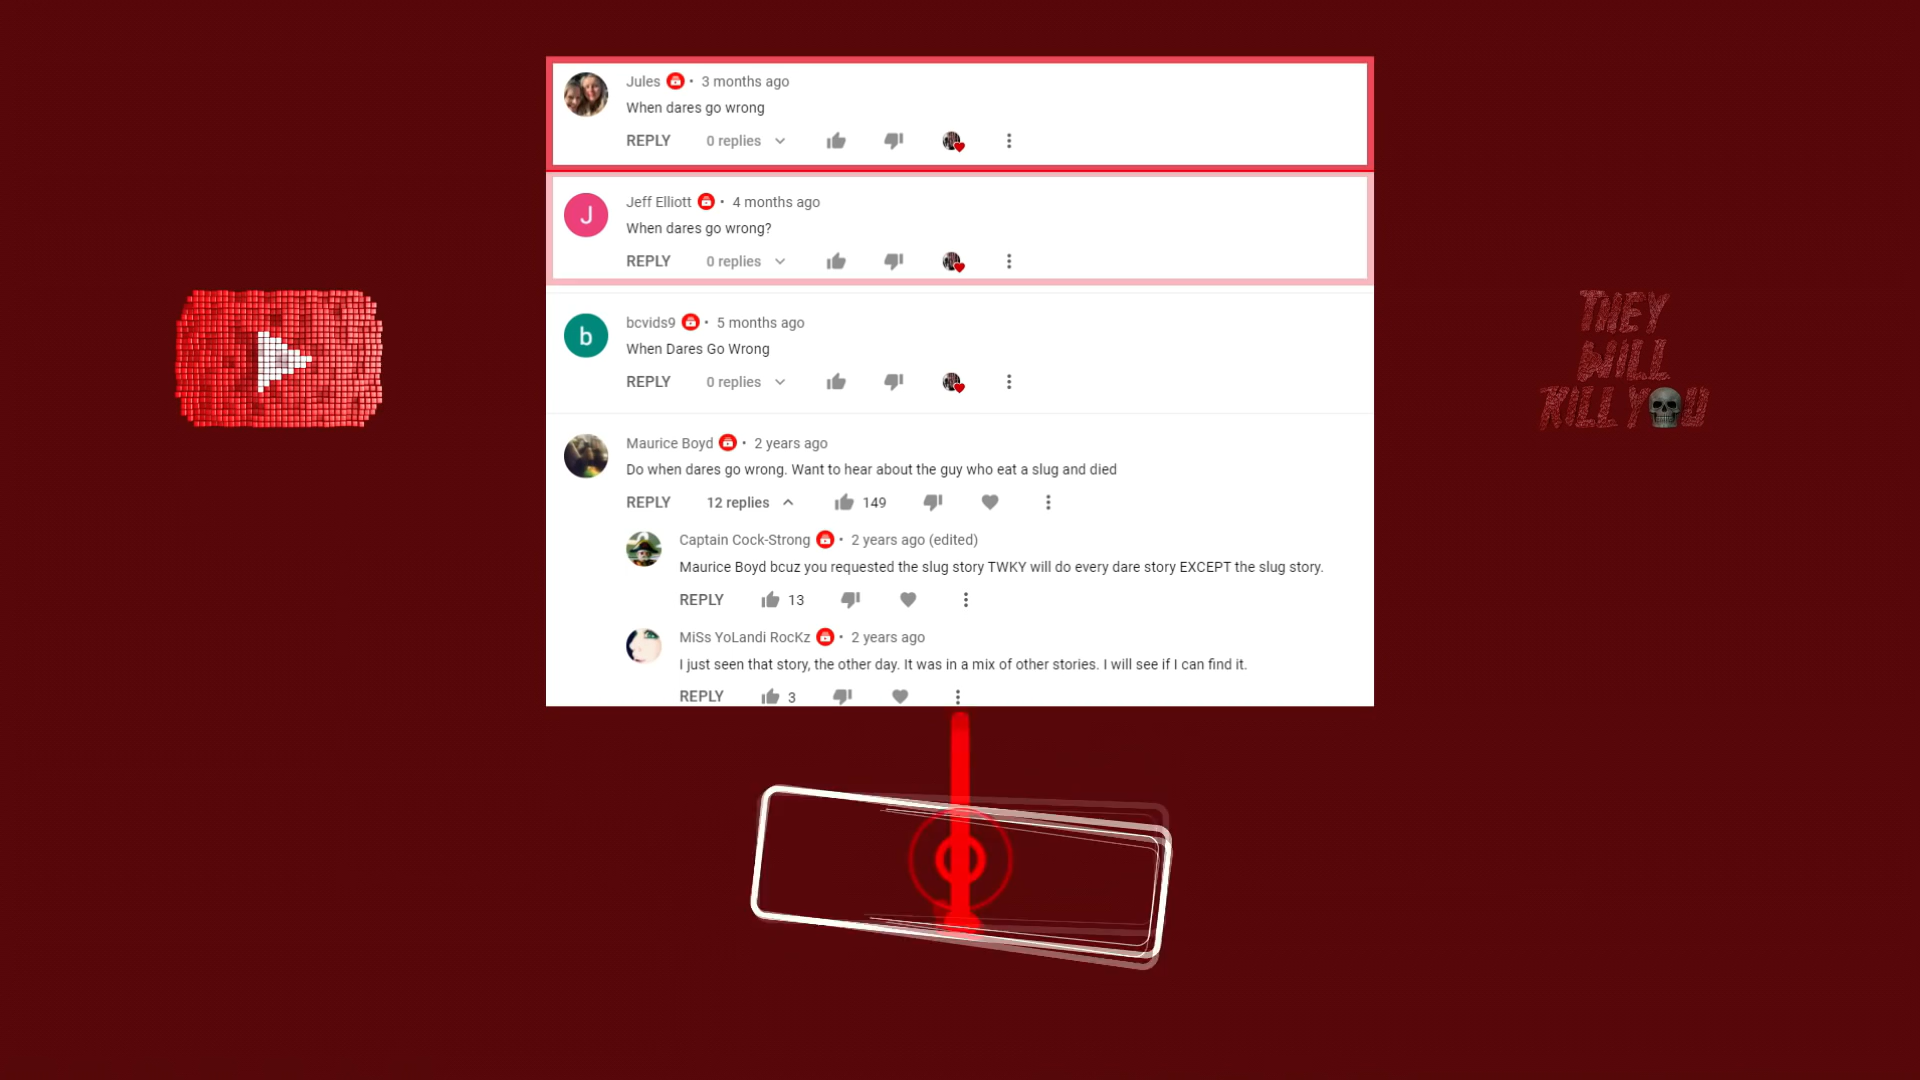 Jules • 3 months ago
When dares go wrong
REPLY 0 replies
J
Jeff Elliott • 4 months ago
When dares go wrong?
REPLY 0 replies
b
bcvids9 • 5 months ago
When Dares Go Wrong
REPLY 0 replies
Maurice Boyd • 2 years ago
Do when dares go wrong. Want to hear about the guy who eat a slug and died
REPLY 12 replies 149
Captain Cock-Strong • 2 years ago (edited)
Maurice Boyd bcuz you requested the slug story TWKY will do every dare story EXCEPT the slug story.
REPLY 13
MiSs YoLandi RocKz • 2 years ago
I just seen that story, the other day. It was in a mix of other stories. I will see if I can find it.
REPLY 3
THEY
WILL
KILL YOU